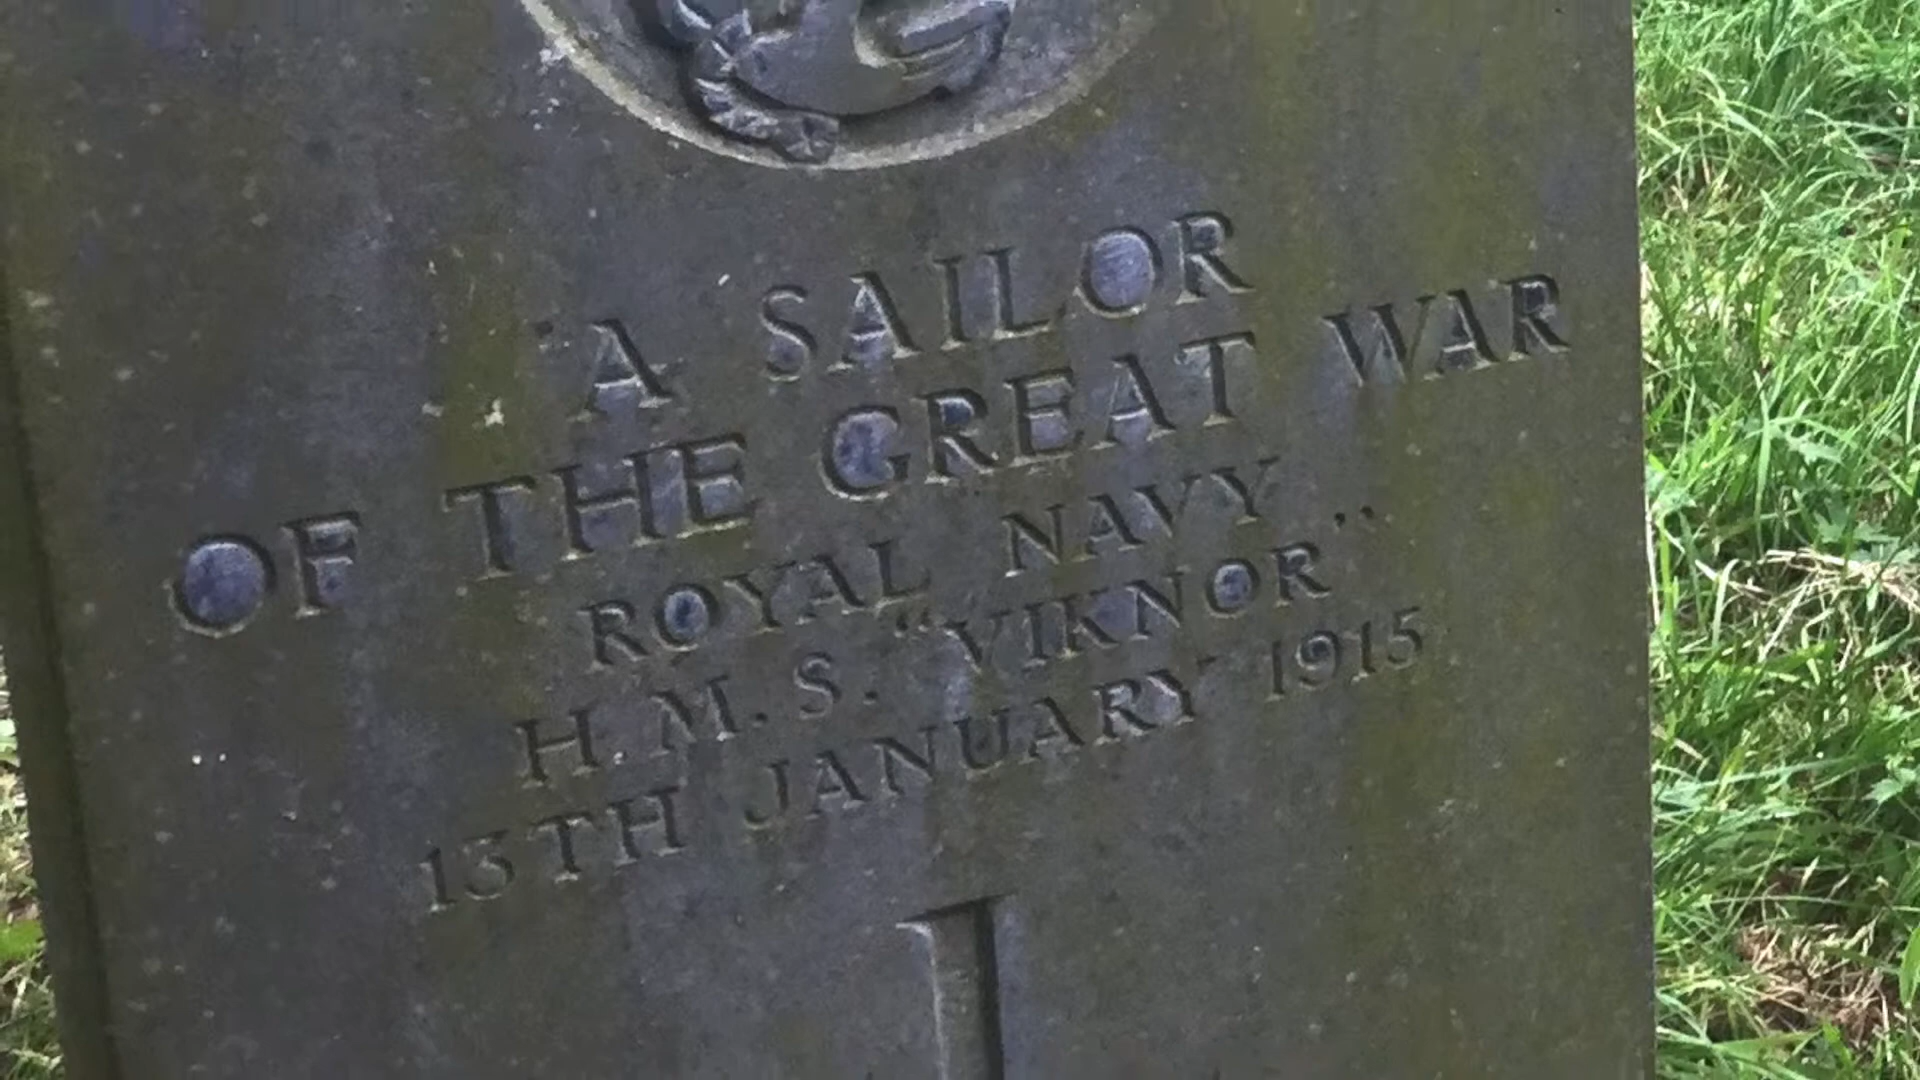 A SAILOR
OF THE GREAT WAR
ROYAL NAVY
H.M.S. "VIKNOR"
13TH JANUARY 1915